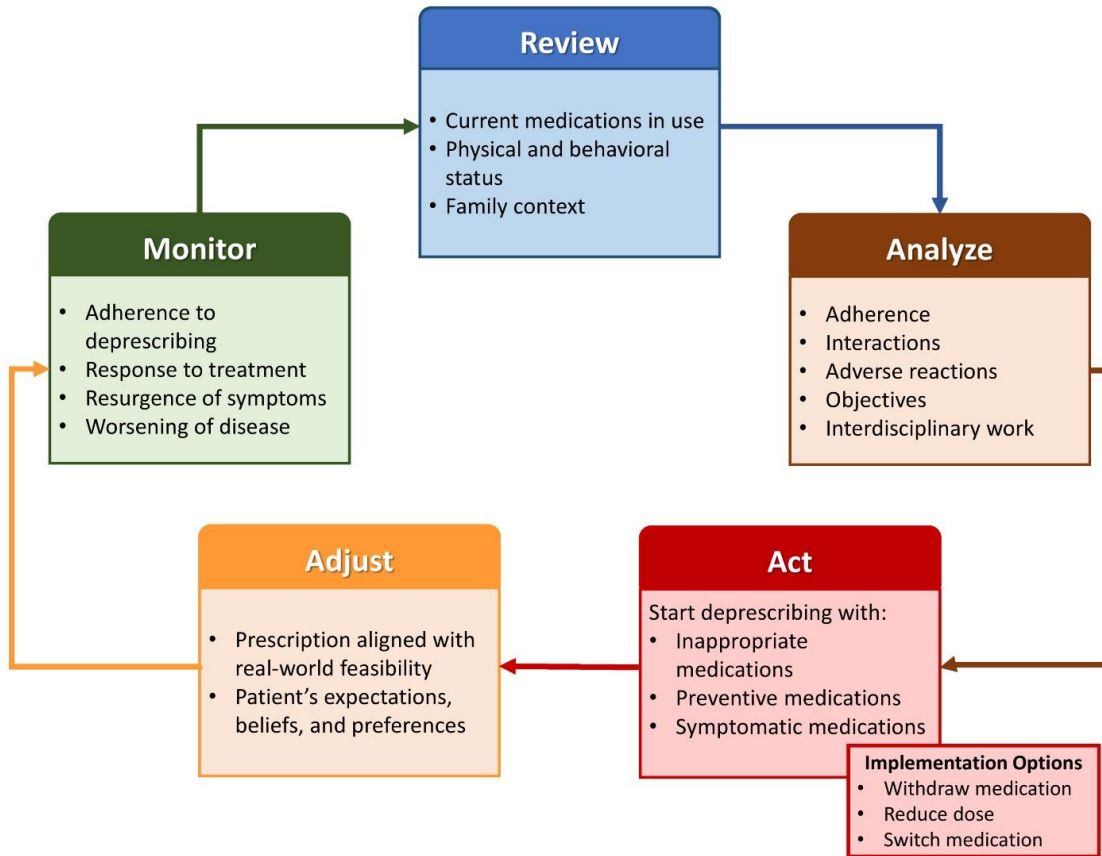 Review
• Current medications in use
• Physical and behavioral
status
• Family context
Monitor
• Adherence to
deprescribing
• Response to treatment
• Resurgence of symptoms
• Worsening of disease
Analyze
• Adherence
• Interactions
• Adverse reactions
• Objectives
• Interdisciplinary work
Adjust
• Prescription aligned with
real-world feasibility
• Patient’s expectations,
beliefs, and preferences
Act
Start deprescribing with:
• Inappropriate
medications
• Preventive medications
• Symptomatic medications
Implementation Options
• Withdraw medication
• Reduce dose
• Switch medication